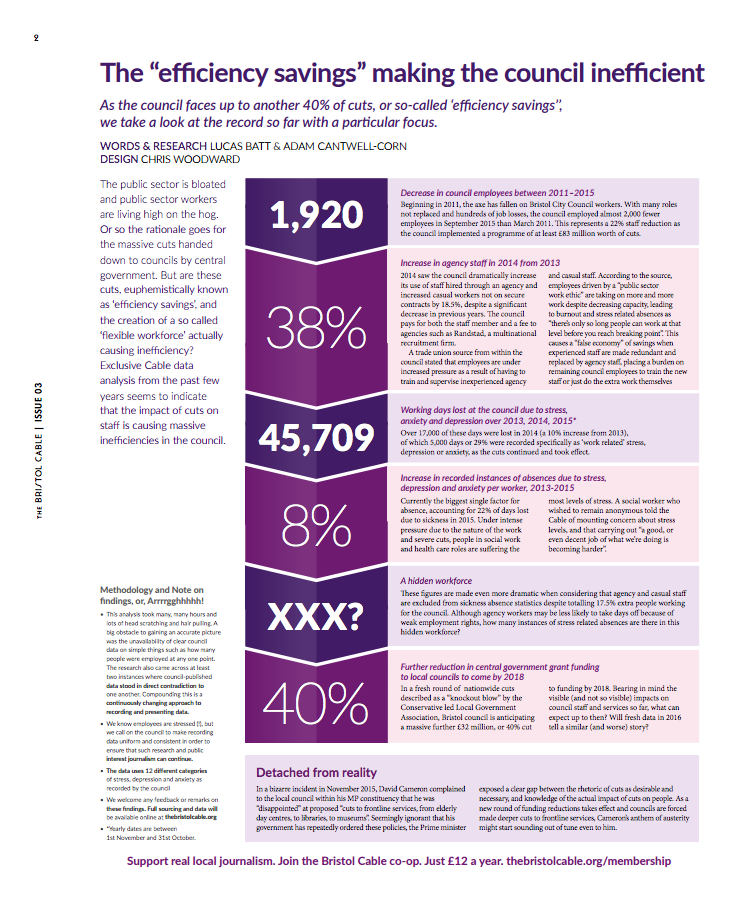 2
The “efficiency savings” making the council inefficient
As the council faces up to another 40% of cuts, or so-called ‘efficiency savings”,
we take a look at the record so far with a particular focus.
WORDS & RESEARCH LUCAS BATT & ADAM CANTWELL-CORN
DESIGN CHRIS WOODWARD
The public sector is bloated
and public sector workers
are living high on the hog.
Or so the rationale goes for
the massive cuts handed
down to councils by central
government. But are these
cuts, euphemistically known
as ‘efficiency savings’, and
the creation of a so called
‘flexible workforce’ actually
causing inefficiency?
Exclusive Cable data
analysis from the past few
years seems to indicate
that the impact of cuts on
staff is causing massive
inefficiencies in the council.
THE BRISTOL CABLE | ISSUE 03
Methodology and Note on
findings, or, Arrrrgghhhhh!
• This analysis took many, many hours and
lots of head scratching and hair pulling. A
big obstacle to gaining an accurate picture
was the unavailability of clear council
data on simple things such as how many
people were employed at any one point.
The research also came across at least
two instances where council-published
data stood in direct contradiction to
one another. Compounding this is a
continuously changing approach to
recording and presenting data.
• We know employees are stressed (!), but
we call on the council to make recording
data uniform and consistent in order to
ensure that such research and public
interest journalism can continue.
• The data uses 12 different categories
of stress, depression and anxiety as
recorded by the council
• We welcome any feedback or remarks on
these findings. Full sourcing and data will
be available online at thebristolcable.org
• *Yearly dates are between
1st November and 31st October.
1,920
Decrease in council employees between 2011–2015
Beginning in 2011, the axe has fallen on Bristol City Council workers. With many roles
not replaced and hundreds of job losses, the council employed almost 2,000 fewer
employees in September 2015 than March 2011. This represents a 22% staff reduction as
the council implemented a programme of at least £83 million worth of cuts.
38%
Increase in agency staff in 2014 from 2013
2014 saw the council dramatically increase
its use of staff hired through an agency and
increased casual workers not on secure
contracts by 18.5%, despite a significant
decrease in previous years. The council
pays for both the staff member and a fee to
agencies such as Randstad, a multinational
recruitment firm.
A trade union source from within the
council stated that employees are under
increased pressure as a result of having to
train and supervise inexperienced agency
and casual staff. According to the source,
employees driven by a “public sector
work ethic” are taking on more and more
work despite decreasing capacity, leading
to burnout and stress related absences as
“there’s only so long people can work at that
level before you reach breaking point”. This
causes a “false economy” of savings when
experienced staff are made redundant and
replaced by agency staff, placing a burden on
remaining council employees to train the new
staff or just do the extra work themselves
45,709
Working days lost at the council due to stress,
anxiety and depression over 2013, 2014, 2015*
Over 17,000 of these days were lost in 2014 (a 10% increase from 2013),
of which 5,000 days or 29% were recorded specifically as ‘work related’ stress,
depression or anxiety, as the cuts continued and took effect.
8%
Increase in recorded instances of absences due to stress,
depression and anxiety per worker, 2013-2015
Currently the biggest single factor for
absence, accounting for 22% of days lost
due to sickness in 2015. Under intense
pressure due to the nature of the work
and severe cuts, people in social work
and health care roles are suffering the
most levels of stress. A social worker who
wished to remain anonymous told the
Cable of mounting concern about stress
levels, and that carrying out “a good, or
even decent job of what we’re doing is
becoming harder”.
XXX?
A hidden workforce
These figures are made even more dramatic when considering that agency and casual staff
are excluded from sickness absence statistics despite totalling 17.5% extra people working
for the council. Although agency workers may be less likely to take days off because of
weak employment rights, how many instances of stress related absences are there in this
hidden workforce?
40%
Further reduction in central government grant funding
to local councils to come by 2018
In a fresh round of nationwide cuts
described as a “knockout blow” by the
Conservative led Local Government
Association, Bristol council is anticipating
a massive further £32 million, or 40% cut
to funding by 2018. Bearing in mind the
visible (and not so visible) impacts on
council staff and services so far, what can
expect up to then? Will fresh data in 2016
tell a similar (and worse) story?
Detached from reality
In a bizarre incident in November 2015, David Cameron complained
to the local council within his MP constituency that he was
“disappointed” at proposed “cuts to frontline services, from elderly
day centres, to libraries, to museums”. Seemingly ignorant that his
government has repeatedly ordered these policies, the Prime minister
exposed a clear gap between the rhetoric of cuts as desirable and
necessary, and knowledge of the actual impact of cuts on people. As a
new round of funding reductions takes effect and councils are forced
made deeper cuts to frontline services, Cameron’s anthem of austerity
might start sounding out of tune even to him.
Support real local journalism. Join the Bristol Cable co-op. Just £12 a year. thebristolcable.org/membership